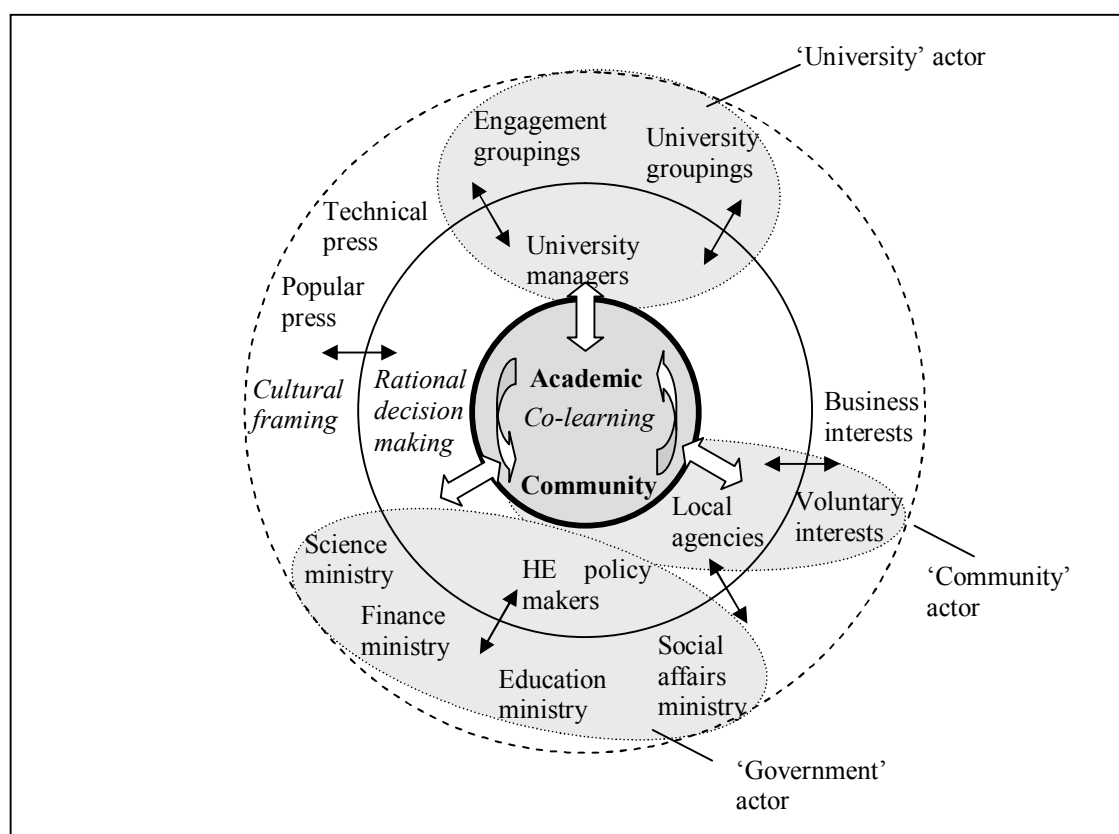 ‘University’ actor
Engagement
groupings
University
groupings
Technical
press
University
managers
Popular
press
Cultural
framing
Rational
decision
making
Academic
Co-learning
Community
Business
interests
Local
agencies
Voluntary
interests
Science
ministry
HE policy
makers
‘Community’
actor
Finance
ministry
Social
affairs
ministry
Education
ministry
‘Government’
actor